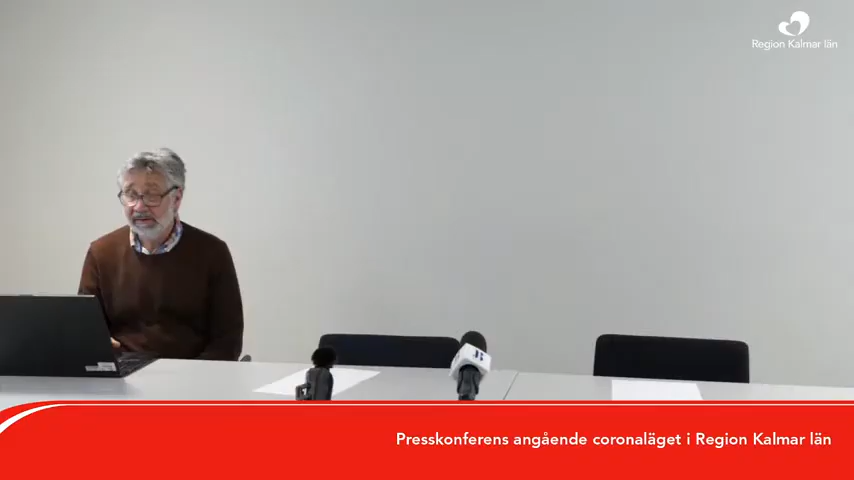 Region Kalmar län
Presskonferens angående coronaläget i Region Kalmar län